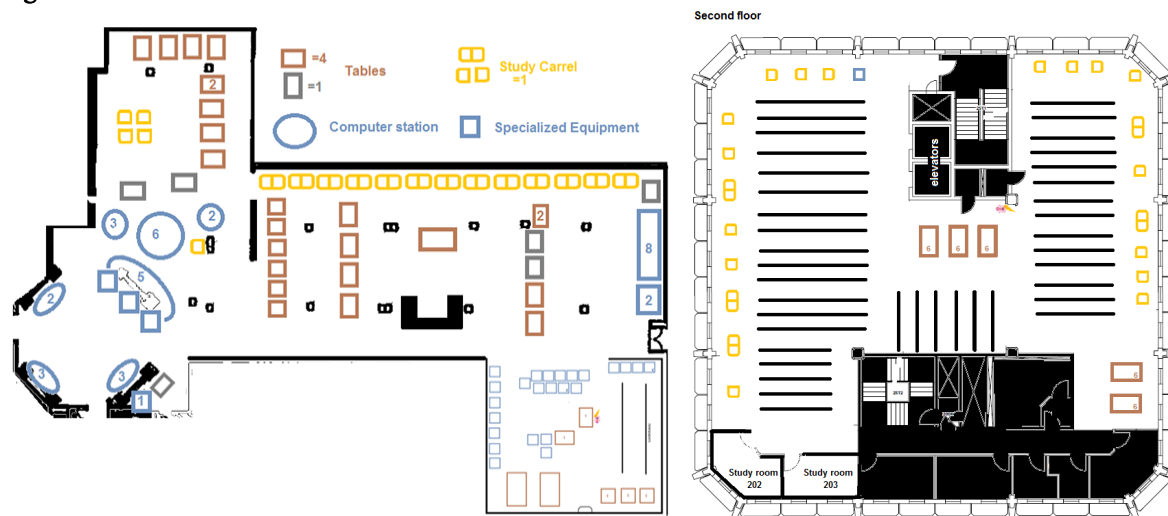 g
=4
=1
Tables
Study Carrel
=1
Computer station
Specialized Equipment
2
3
6
2
5
2
3
3
1
2
8
2
Second floor
elevators
6
6
6
6
6
Study room
202
Study room
203